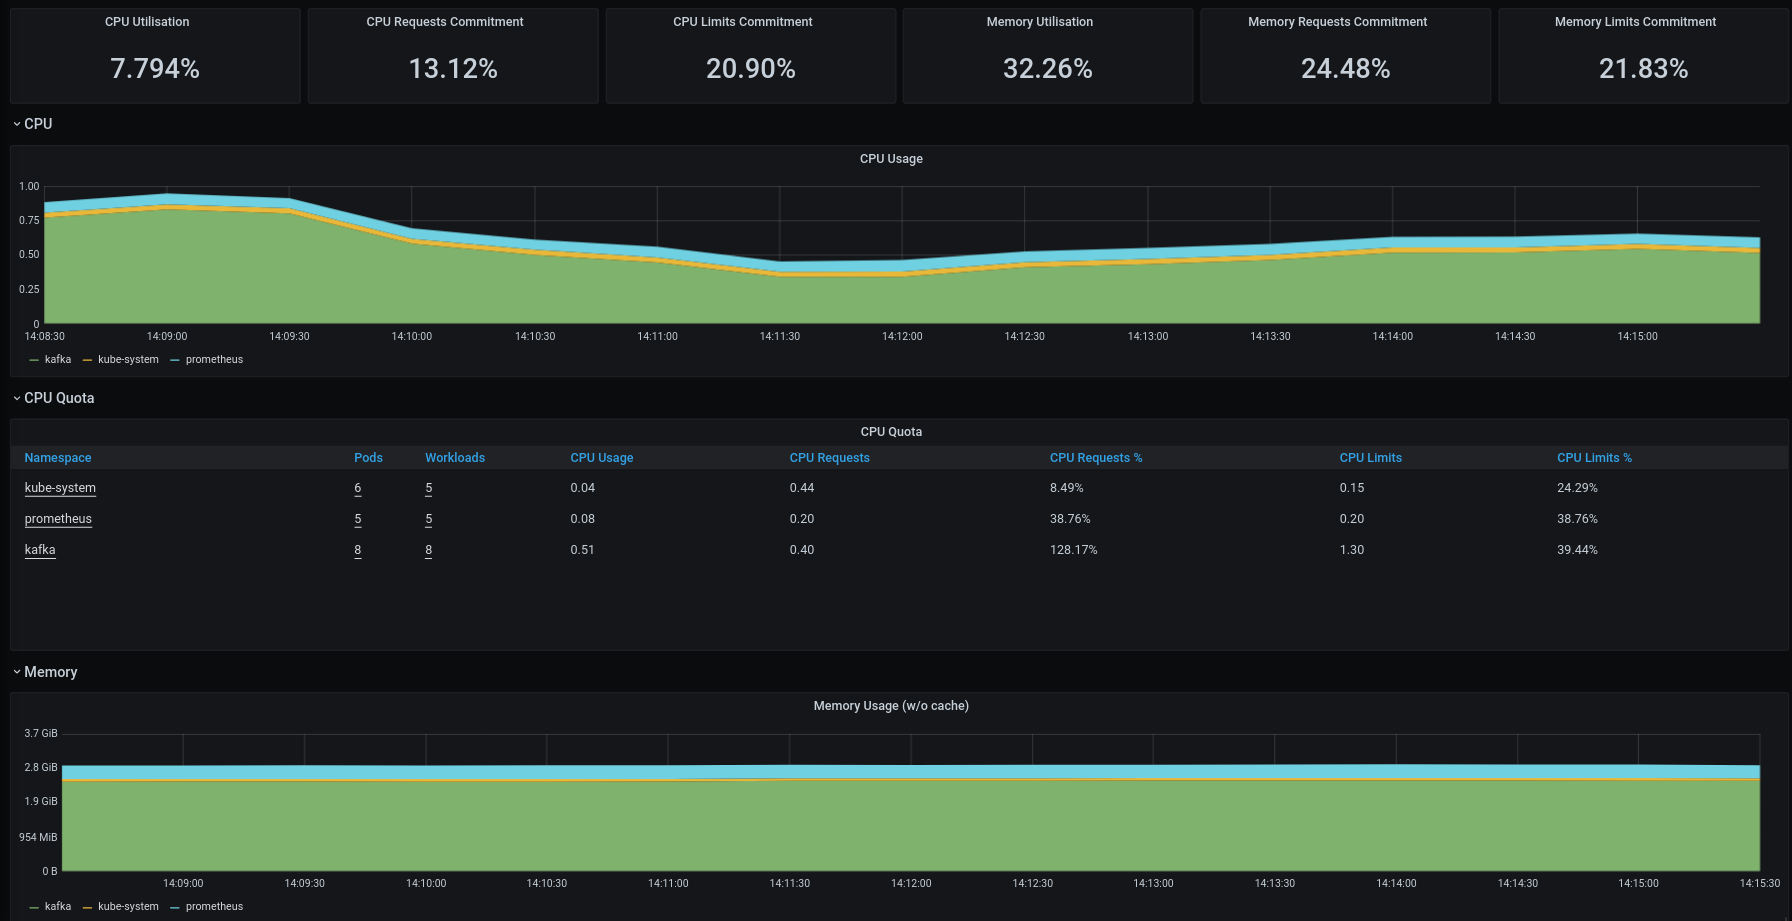 CPU Utilisation CPU Requests Commitment CPU Limits Commitment Memory Utilisation Memory Requests Commitment Memory Limits Commitment
7.794% 13.12% 20.90% 32.26% 24.48% 21.83%
CPU
CPU Usage
1.00
0.75
0.50
0.25
0
14:08:30 14:09:00 14:09:30 14:10:00 14:10:30 14:11:00 14:11:30 14:12:00 14:12:30 14:13:00 14:13:30 14:14:00 14:14:30 14:15:00
kafka kube-system prometheus
CPU Quota
CPU Quota
Namespace Pods Workloads CPU Usage CPU Requests CPU Requests % CPU Limits CPU Limits %
kube-system 6 5 0.04 0.44 8.49% 0.15 24.29%
prometheus 5 5 0.08 0.20 38.76% 0.20 38.76%
kafka 8 8 0.51 0.40 128.17% 1.30 39.44%
Memory
Memory Usage (w/o cache)
3.7 GiB
2.8 GiB
1.9 GiB
954 MiB
0 B
14:09:00 14:09:30 14:10:00 14:10:30 14:11:00 14:11:30 14:12:00 14:12:30 14:13:00 14:13:30 14:14:00 14:14:30 14:15:00 14:15:30
kafka kube-system prometheus